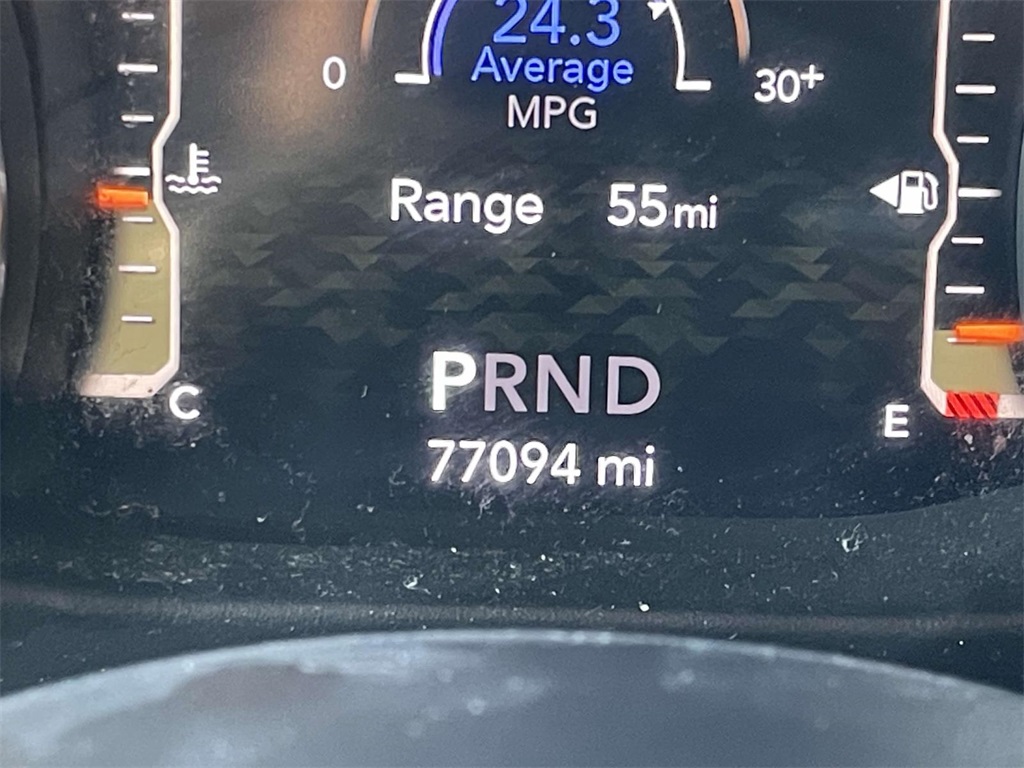 24.3
Average
0 30+
MPG
Range 55 mi
PRND
C E
77094 mi